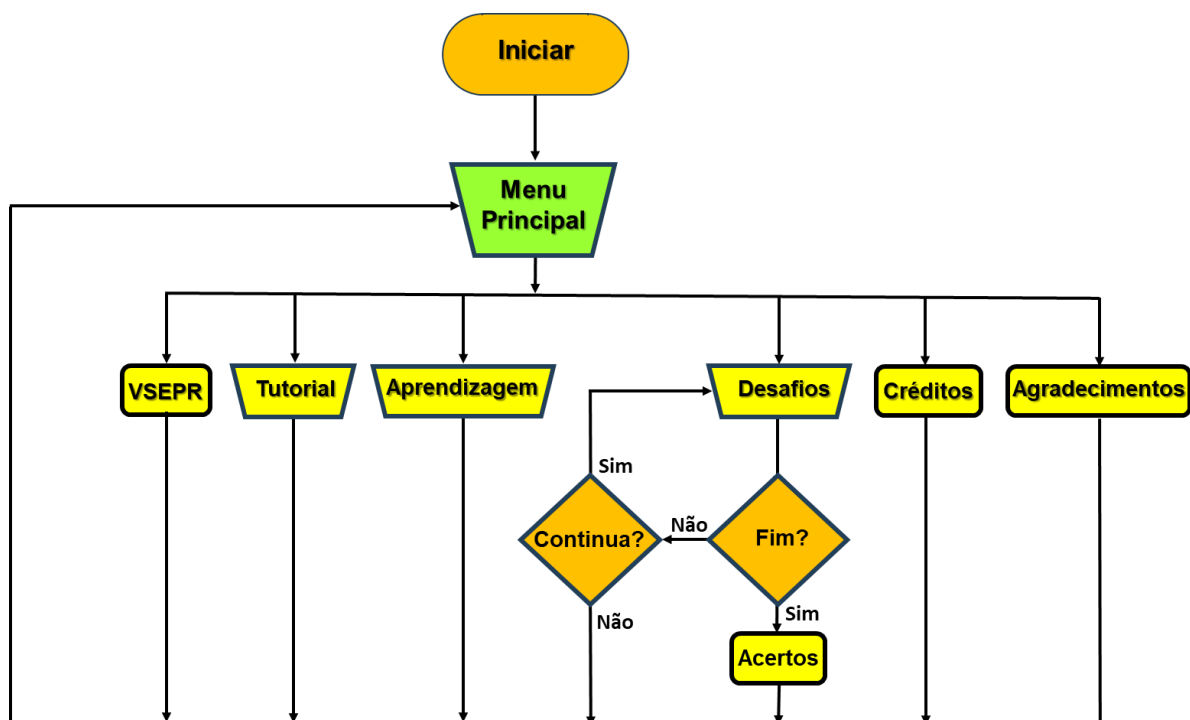 Iniciar
Menu
Principal
VSEPR
Tutorial
Aprendizagem
Desafios
Créditos
Agradecimentos
Sim
Continua?
Não
Fim?
Não
Sim
Acertos